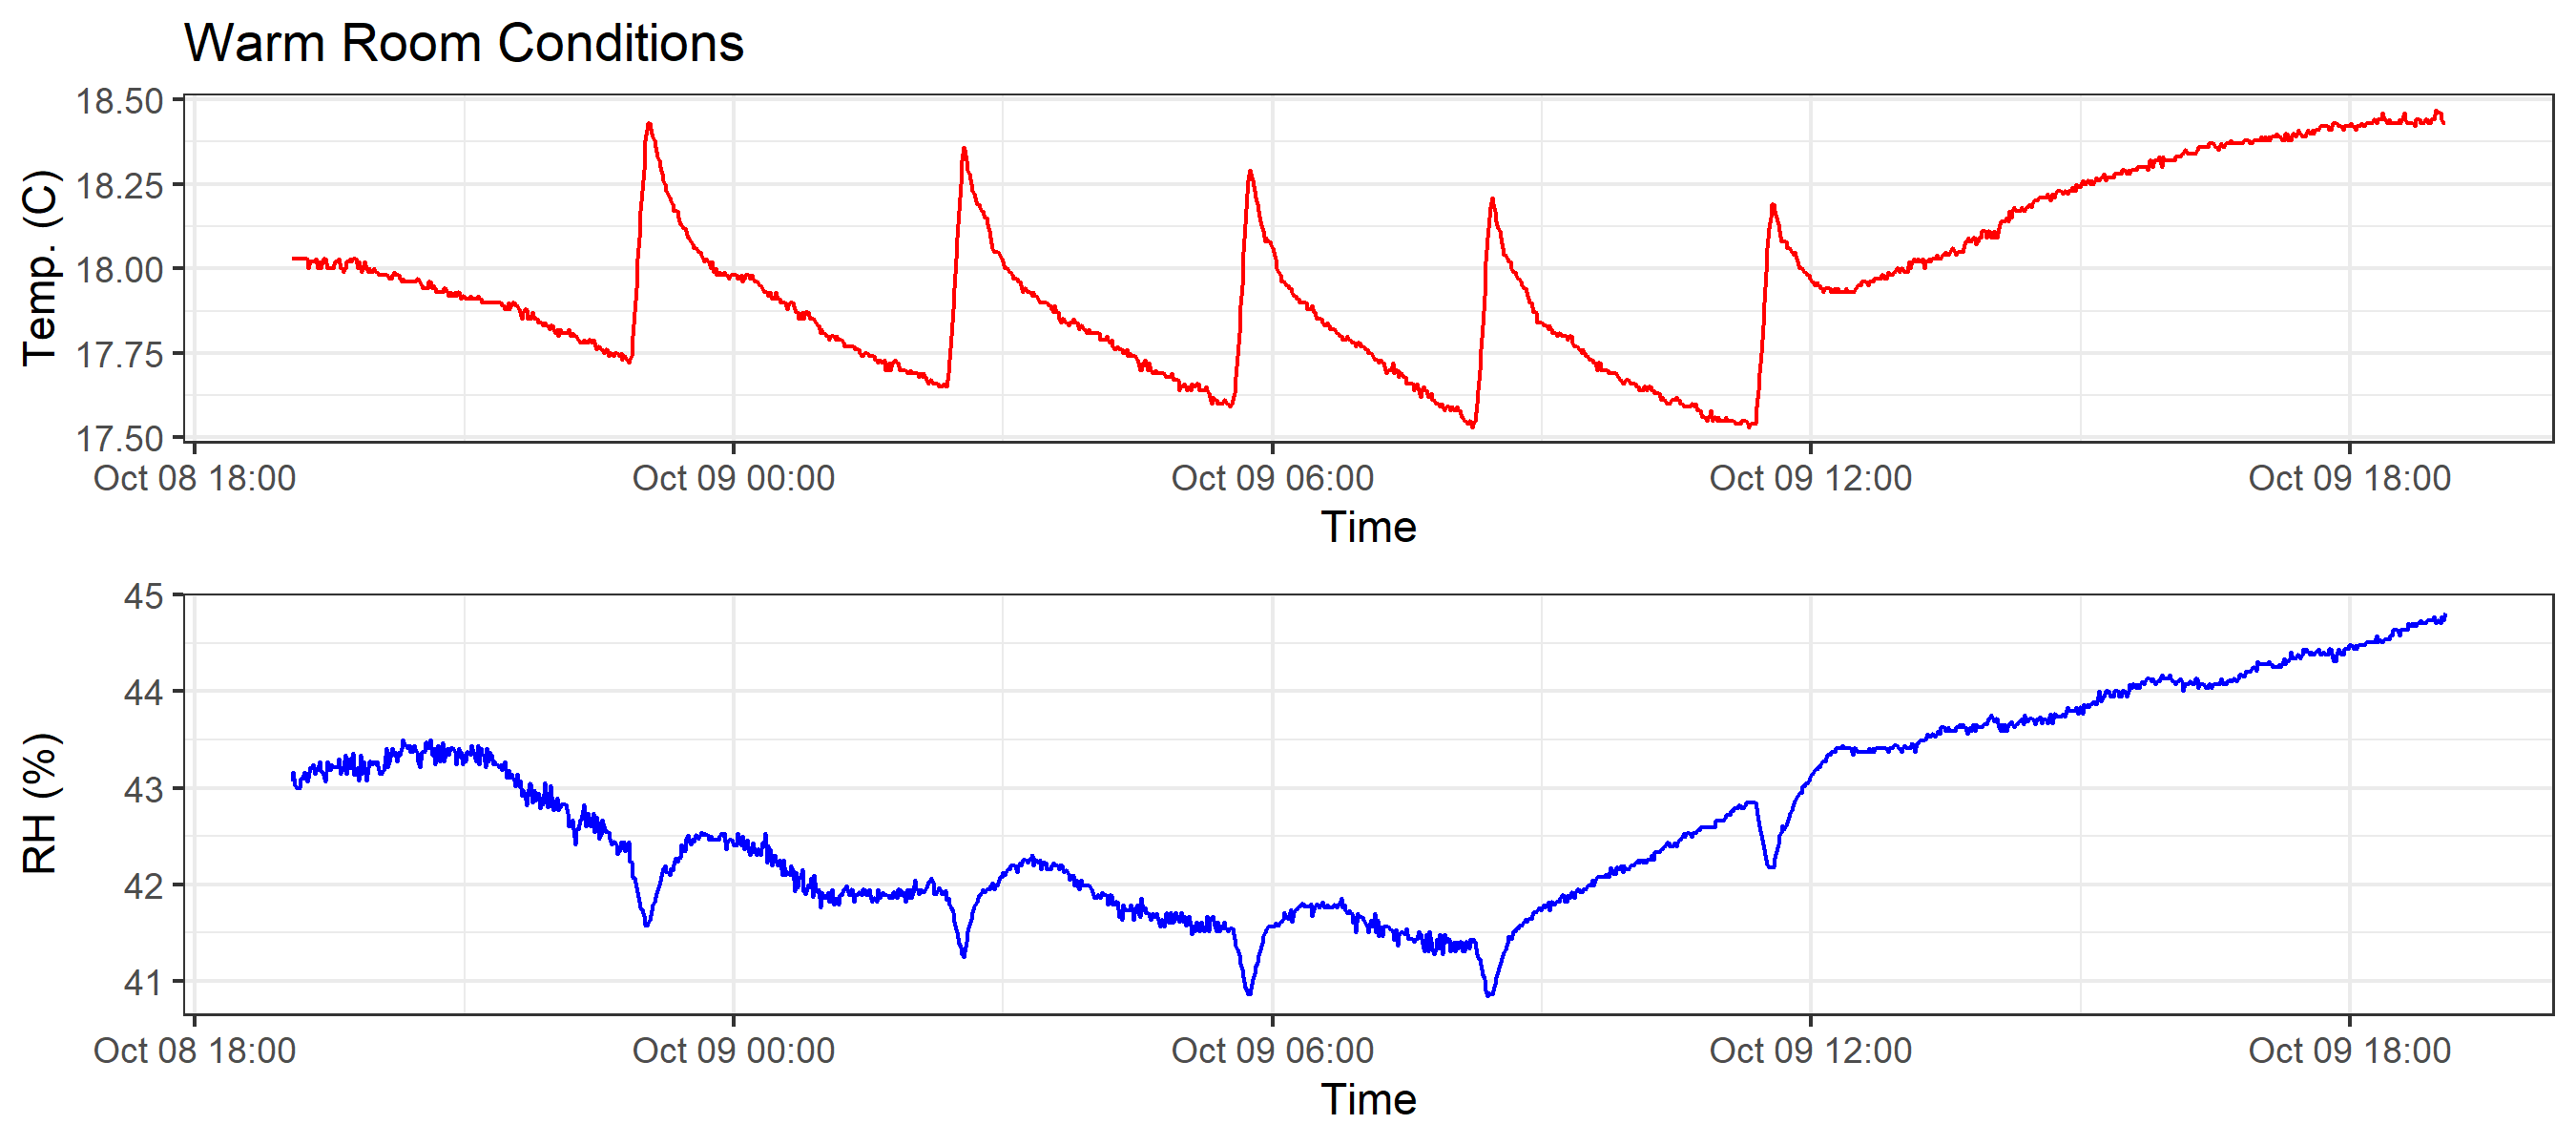 Warm Room Conditions
Temp. (C)
18.50
18.25
18.00
17.75
17.50
Oct 08 18:00 Oct 09 00:00 Oct 09 06:00 Oct 09 12:00 Oct 09 18:00
Time
RH (%)
45
44
43
42
41
Oct 08 18:00 Oct 09 00:00 Oct 09 06:00 Oct 09 12:00 Oct 09 18:00
Time